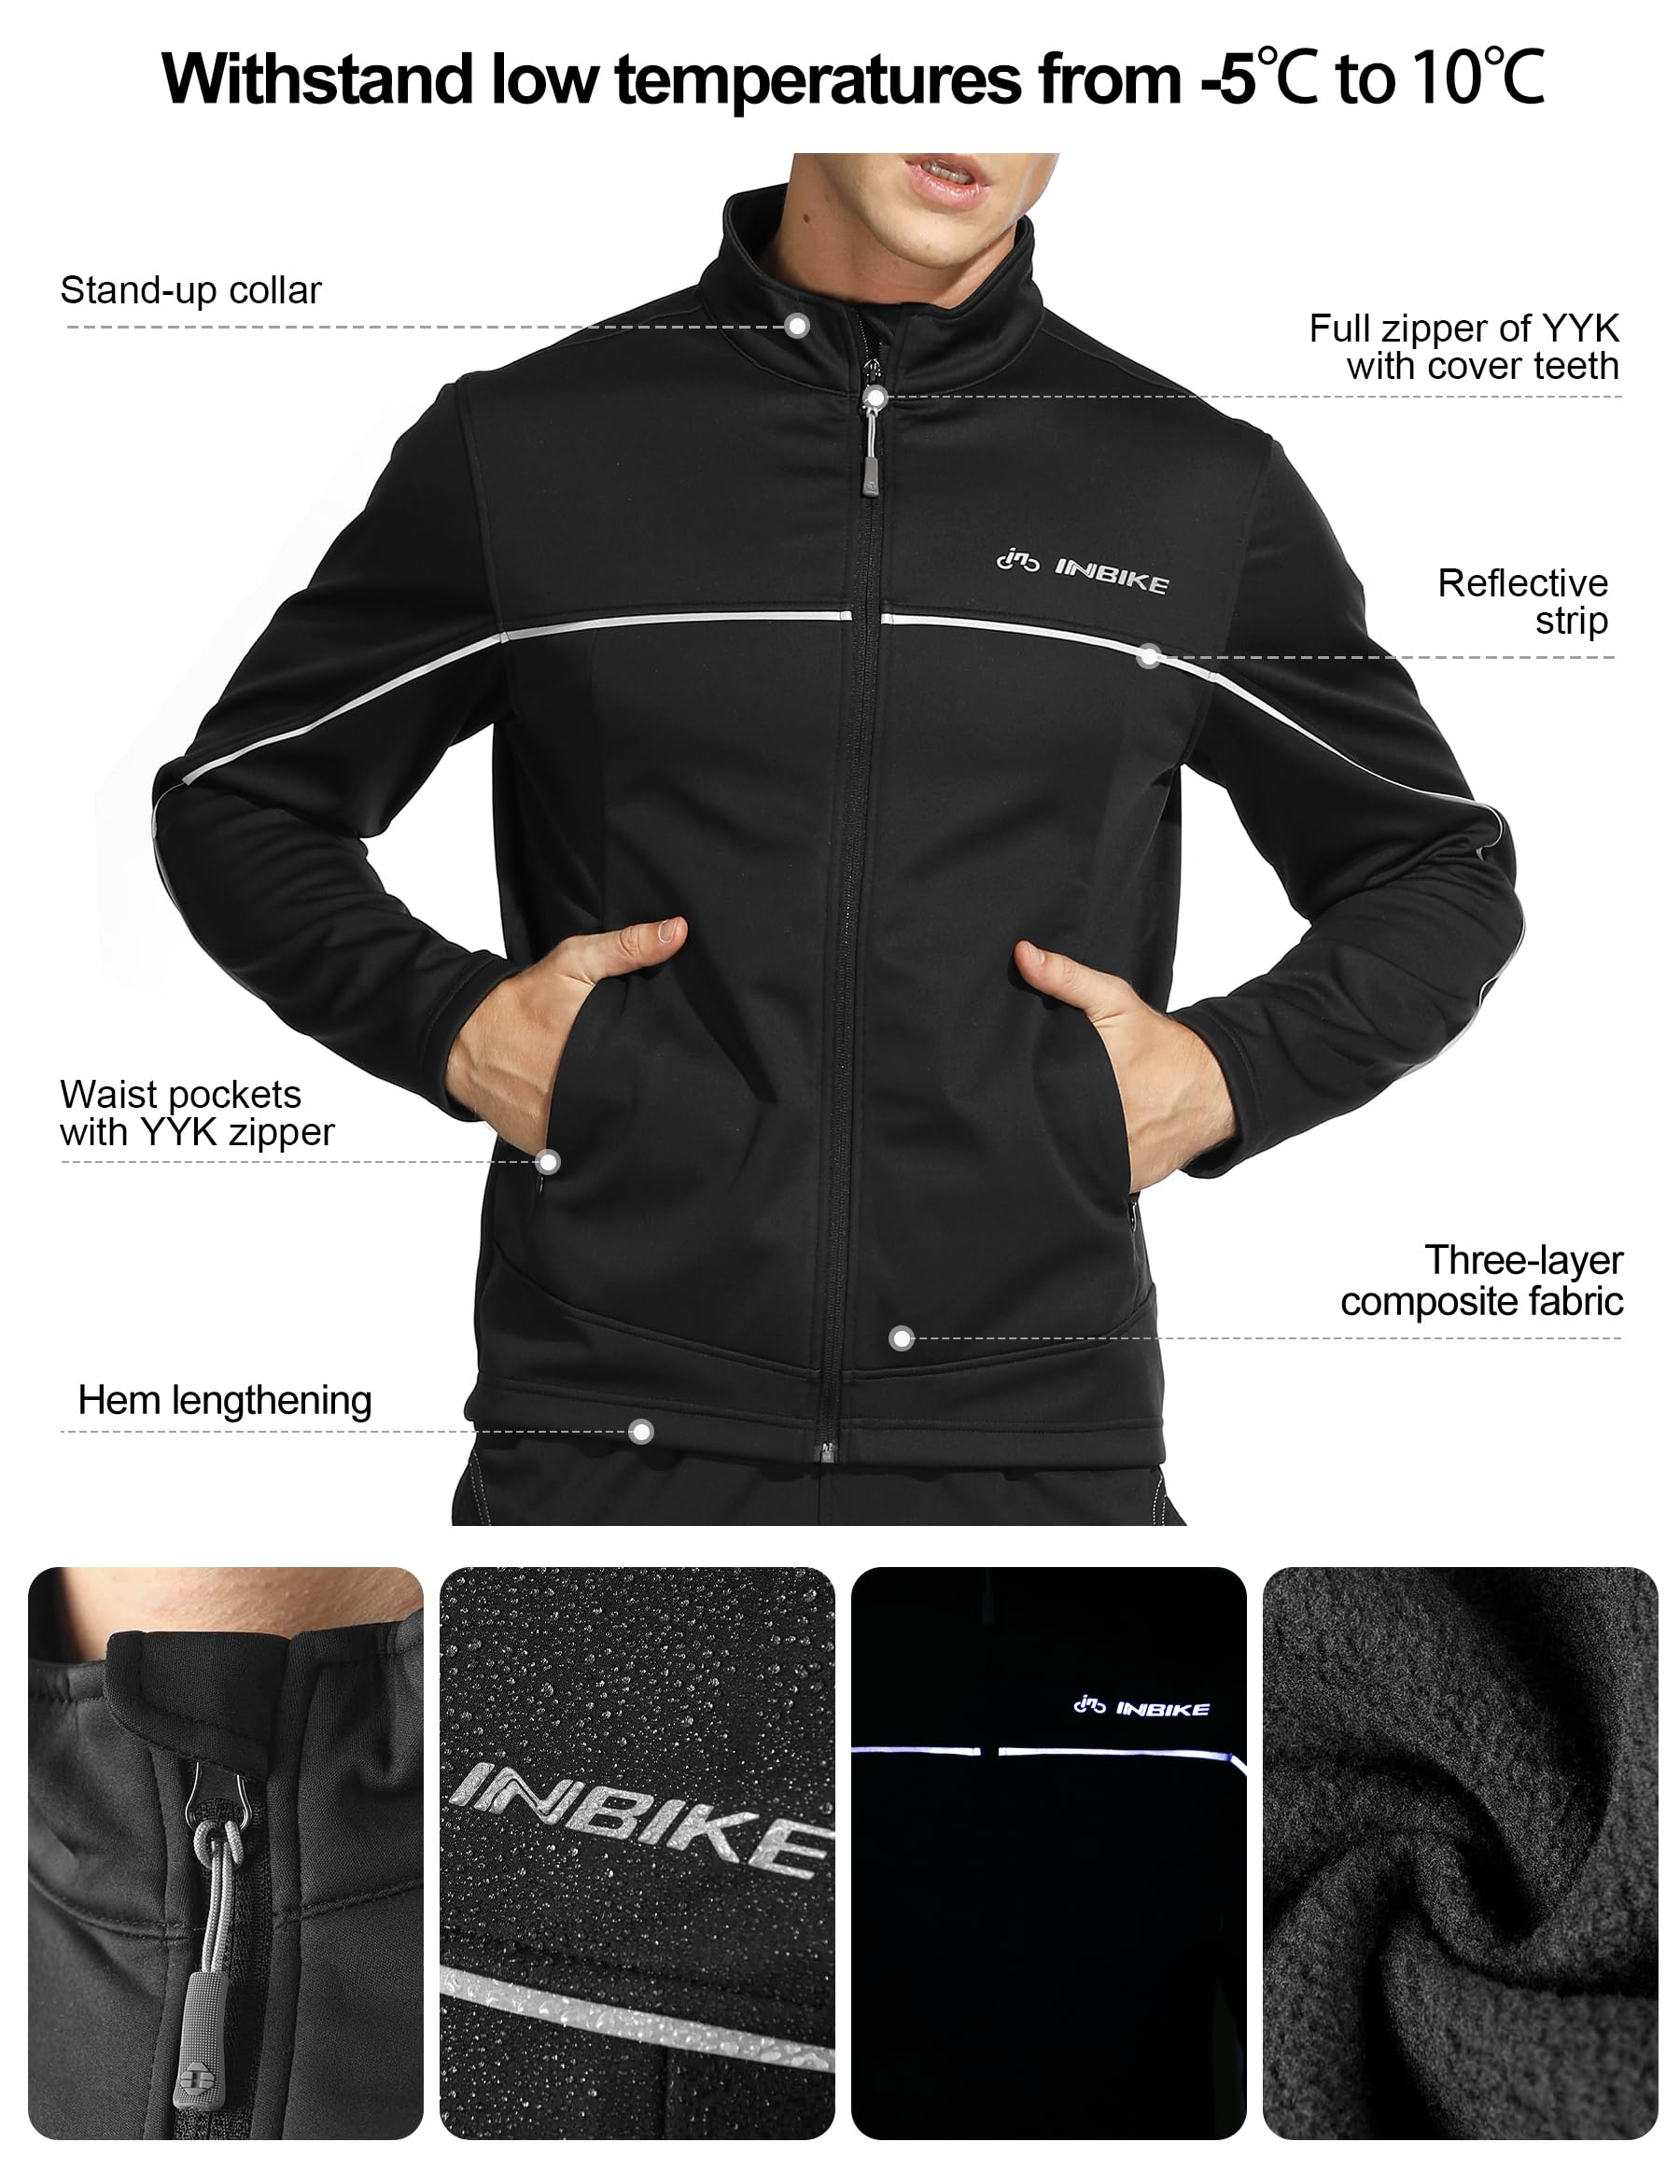 Withstand low temperatures from -5℃ to 10℃
Stand-up collar
Full zipper of YYK
with cover teeth
INBIKE
Reflective
strip
Waist pockets
with YYK zipper
Three-layer
composite fabric
Hem lengthening
INBIKE
INBIKE